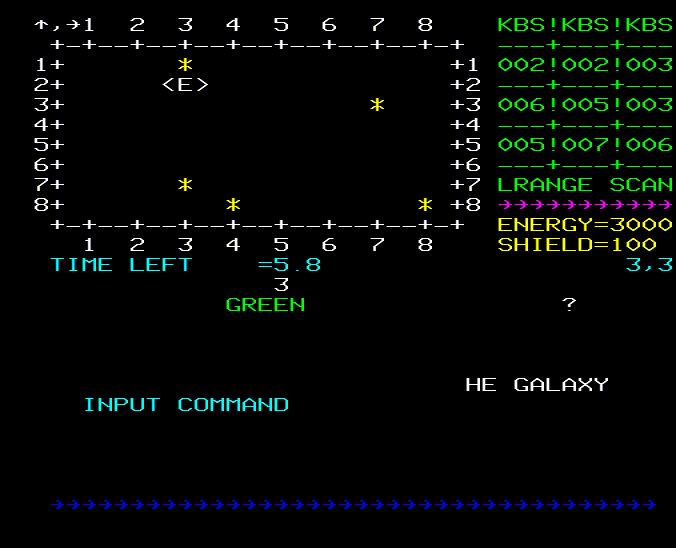 ↑,→1 2 3 4 5 6 7 8 KBS!KBS!KBS
+—+——+——+——+——+——+——+——+—+ ———+———+———
1+ * +1 002!002!003
2+ <E> +2 ———+———+———
3+ * +3 006!005!003
4+ +4 ———+———+———
5+ +5 005!007!006
6+ +6 ———+———+———
7+ * +7 LRANGE SCAN
8+ * * +8 →→→→→→→→→→→
+—+——+——+——+——+——+——+——+—+ ENERGY=3000
1 2 3 4 5 6 7 8 SHIELD=100
TIME LEFT =5.8 3,3
3
GREEN ?
HE GALAXY
INPUT COMMAND
→→→→→→→→→→→→→→→→→→→→→→→→→→→→→→→→→→→→→→